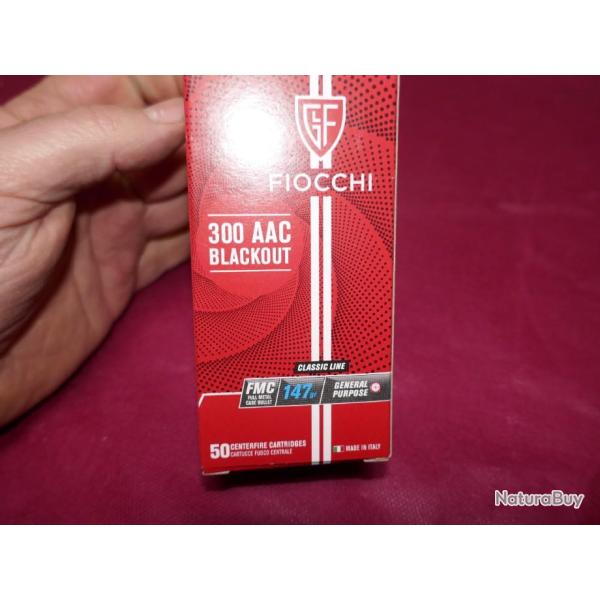 GF
FIOCCHI
300 AAC
BLACKOUT
CLASSIC LINE
FMC
FULL METAL
CASE BULLET
147gr
GENERAL
PURPOSE
50 CENTERFIRE CARTRIDGES
CARTUCCE FUOCO CENTRALE
MADE IN ITALY
NaturaBuy